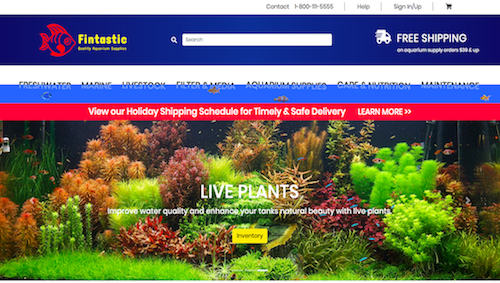 Contact 1-800-111-5555 Help Sign In/Up
Fintastic
Quality Aquarium Supplies
Search
FREE SHIPPING
on aquarium supply orders $39 & up
FRESHWATER MARINE LIVESTOCK FILTER & MEDIA AQUARIUM SUPPLIES CARE & NUTRITION MAINTENANCE
View our Holiday Shipping Schedule for Timely & Safe Delivery LEARN MORE >>
LIVE PLANTS
Improve water quality and enhance your tanks natural beauty with live plants.
Inventory